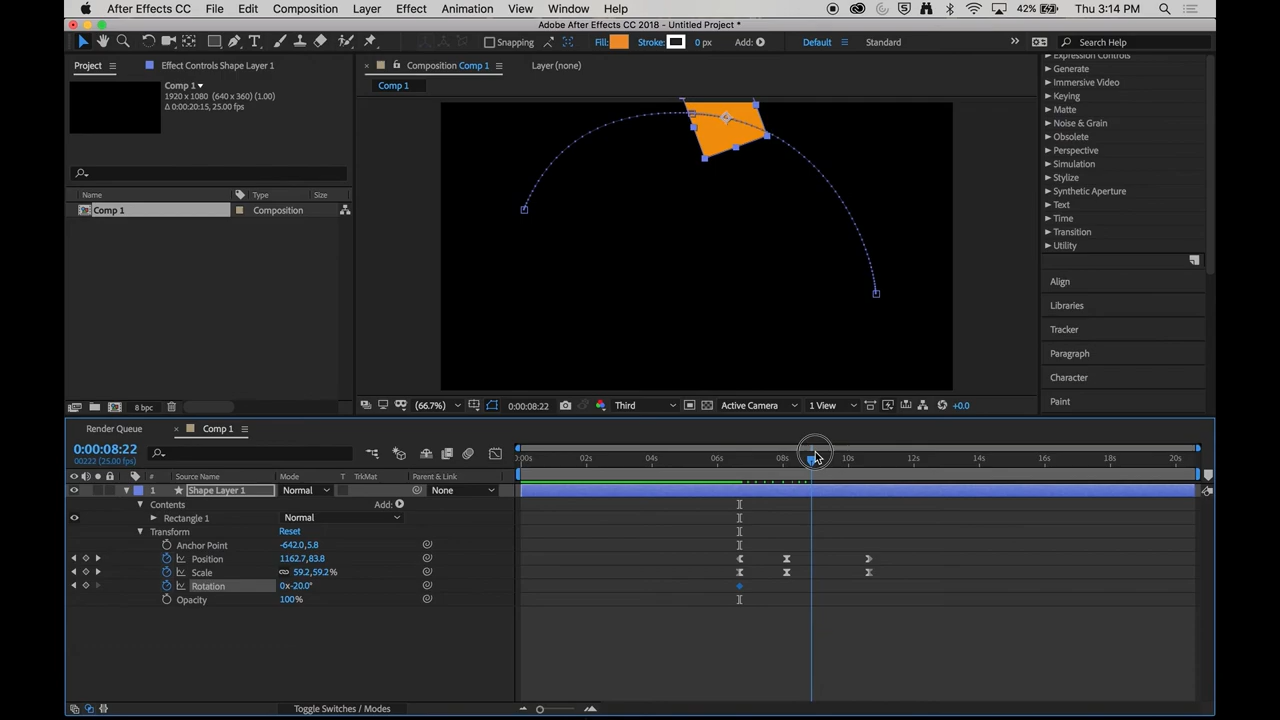 After Effects CC File Edit Composition Layer Effect Animation View Window Help 42% Thu 3:14 PM
Adobe After Effects CC 2018 - Untitled Project *
Snapping Fill: Stroke: 0 px Add: Default Standard Search Help
Project Effect Controls Shape Layer 1 Composition Comp 1 Layer (none)
Comp 1
1920 x 1080 (640 x 360) (1.00)
Δ 0:00:20:15, 25.00 fps
Comp 1
Expression Controls
Generate
Immersive Video
Keying
Matte
Noise & Grain
Obsolete
Perspective
Simulation
Stylize
Synthetic Aperture
Text
Time
Transition
Utility
Align
Libraries
Tracker
Paragraph
Character
Paint
Name Type Size
Comp 1 Composition
8 bpc
(66.7%) 0:00:08:22 Third Active Camera 1 View +0.0
Render Queue Comp 1
0:00:08:22
00222 (25.00 fps)
:00s 02s 04s 06s 08s 10s 12s 14s 16s 18s 20s
# Source Name Mode T TrkMat Parent & Link
1 Shape Layer 1 Normal None
Contents Add:
Rectangle 1 Normal
Transform Reset
Anchor Point -642.0,5.8
Position 1162.7,83.8
Scale 59.2,59.2%
Rotation 0x-20.0°
Opacity 100%
Toggle Switches / Modes